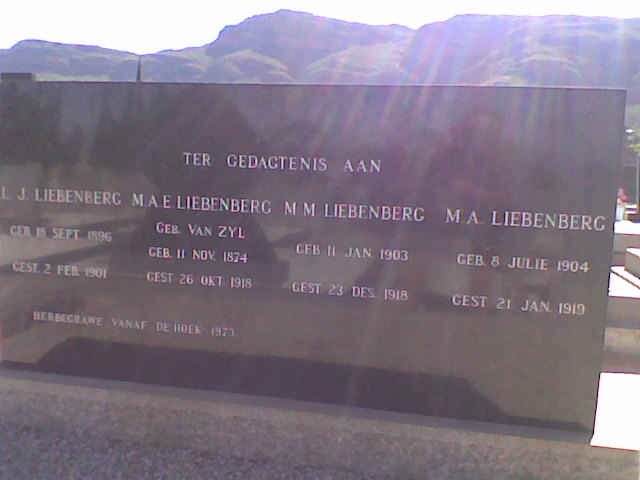 TER GEDAGTENIS AAN
L. J. LIEBENBERG
GEB 18 SEPT 1896
GEST. 2 FEB. 1901
M.A.E LIEBENBERG
GEB. VAN ZYL
GEB. 11 NOV. 1874
GEST 26 OKT 1918
M M LIEBENBERG
GEB 11 JAN. 1903
GEST 23 DES. 1918
M.A. LIEBENBERG
GEB. 8 JULIE 1904
GEST 21 JAN. 1919
HERBEGRAWE VANAF DE HOEK 1973